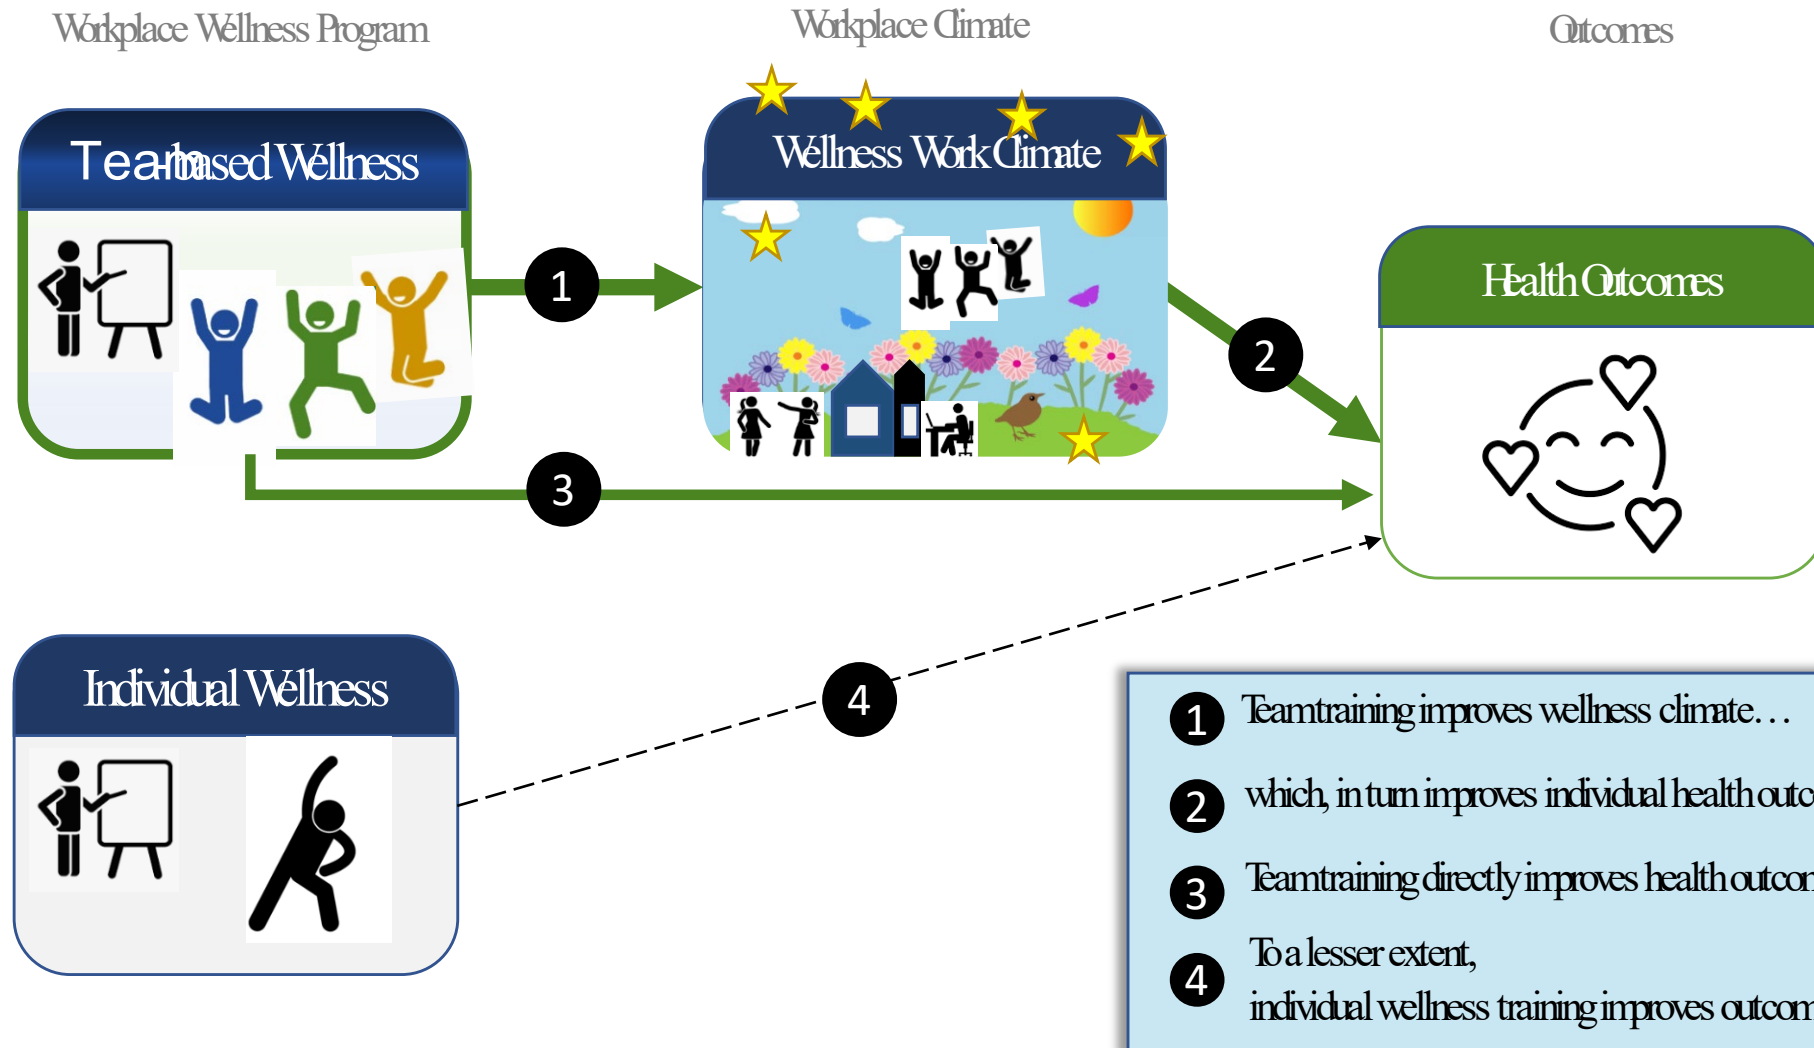 Workplace Wellness Program
Workplace Climate
Outcomes
Team-based Wellness
Wellness Work Climate
Health Outcomes
1
2
3
4
Individual Wellness
1 Team training improves wellness climate…
2 which, in turn improves individual health outc
3 Team training directly improves health outcom
4 To a lesser extent,
individual wellness training improves outcom